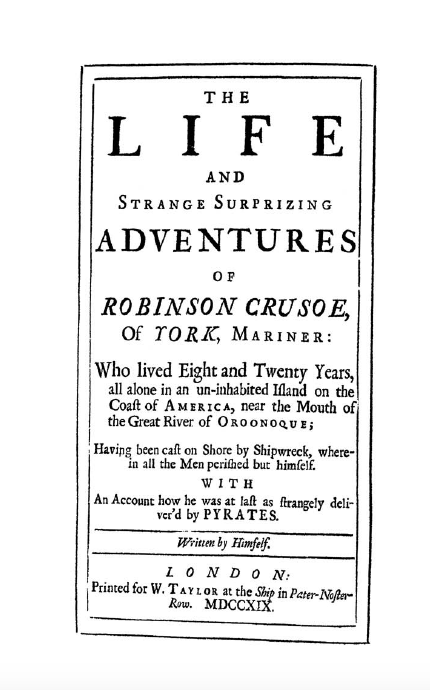 THE
LIFE
AND
STRANGE SURPRIZING
ADVENTURES
OF
ROBINSON CRUSOE,
Of YORK, MARINER:
Who lived Eight and Twenty Years,
all alone in an un-inhabited Iſland on the
Coaſt of AMERICA, near the Mouth of
the Great River of OROONOQUE;
Having been caſt on Shore by Shipwreck, where-
in all the Men periſhed but himſelf.
WITH
An Account how he was at laſt as ſtrangely deli-
ver'd by PYRATES.
Written by Himſelf.
LONDON:
Printed for W. TAYLOR at the Ship in Pater-Noſter-
Row. MDCCXIX.